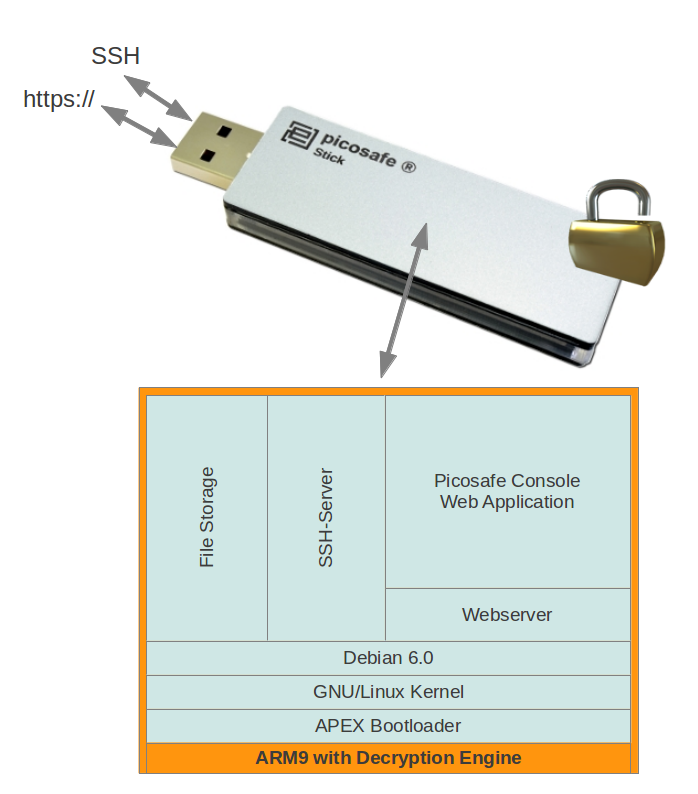 SSH
https://
picosafe ®
Stick
File Storage
SSH-Server
Picosafe Console
Web Application
Webserver
Debian 6.0
GNU/Linux Kernel
APEX Bootloader
ARM9 with Decryption Engine